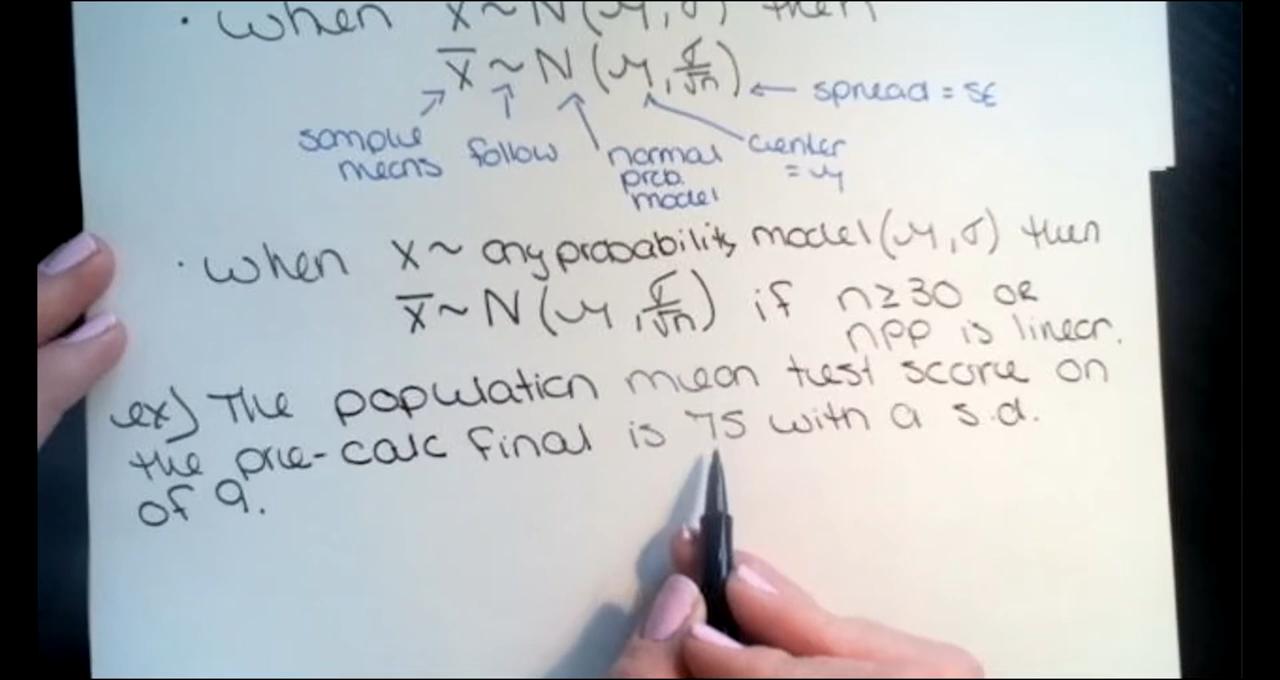 · When X ~ N(μ, σ) then
X̄ ~ N (μ, σ/√n) ← spread = SE
sample means
follow
normal prob. model
center = μ
· When X ~ any probability model (μ, σ) then
X̄ ~ N (μ, σ/√n) if n ≥ 30 OR
npp is linear.
ex) The population mean test score on
the pre-calc final is 75 with a s.d.
of 9.